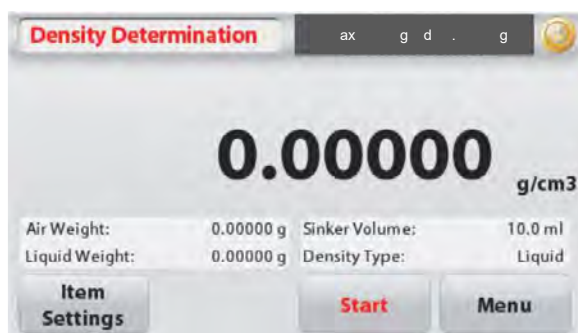 Density Determination
ax g d . g
0.00000
g/cm3
Air Weight: 0.00000 g Sinker Volume: 10.0 ml
Liquid Weight: 0.00000 g Density Type: Liquid
Item Settings
Start
Menu